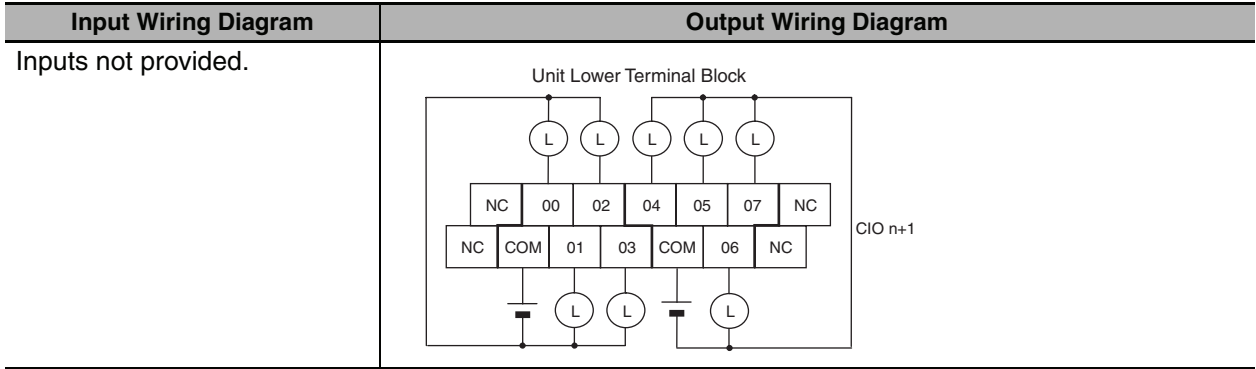 Input Wiring Diagram
Output Wiring Diagram
Inputs not provided.
Unit Lower Terminal Block
L L L L L
NC 00 02 04 05 07 NC
CIO n+1
NC COM 01 03 COM 06 NC
L L L